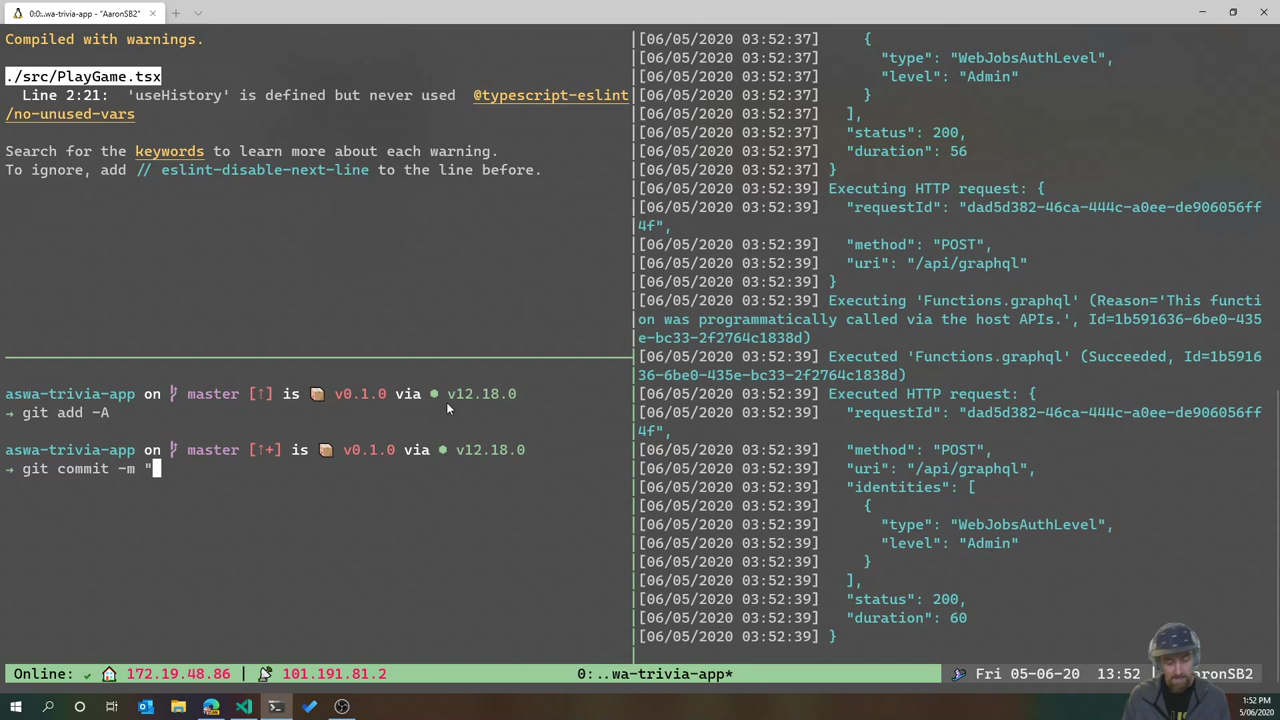 0:0:..wa-trivia-app - "AaronSB2"
Compiled with warnings.
./src/PlayGame.tsx
Line 2:21:  'useHistory' is defined but never used  @typescript-eslint
/no-unused-vars
Search for the keywords to learn more about each warning.
To ignore, add // eslint-disable-next-line to the line before.
aswa-trivia-app on master [↑] is v0.1.0 via v12.18.0
→ git add -A
aswa-trivia-app on master [↑+] is v0.1.0 via v12.18.0
→ git commit -m "
[06/05/2020 03:52:37]     {
[06/05/2020 03:52:37]       "type": "WebJobsAuthLevel",
[06/05/2020 03:52:37]       "level": "Admin"
[06/05/2020 03:52:37]     }
[06/05/2020 03:52:37]   ],
[06/05/2020 03:52:37]   "status": 200,
[06/05/2020 03:52:37]   "duration": 56
[06/05/2020 03:52:37] }
[06/05/2020 03:52:39] Executing HTTP request: {
[06/05/2020 03:52:39]   "requestId": "dad5d382-46ca-444c-a0ee-de906056ff
4f",
[06/05/2020 03:52:39]   "method": "POST",
[06/05/2020 03:52:39]   "uri": "/api/graphql"
[06/05/2020 03:52:39] }
[06/05/2020 03:52:39] Executing 'Functions.graphql' (Reason='This functi
on was programmatically called via the host APIs.', Id=1b591636-6be0-435
e-bc33-2f2764c1838d)
[06/05/2020 03:52:39] Executed 'Functions.graphql' (Succeeded, Id=1b5916
36-6be0-435e-bc33-2f2764c1838d)
[06/05/2020 03:52:39] Executed HTTP request: {
[06/05/2020 03:52:39]   "requestId": "dad5d382-46ca-444c-a0ee-de906056ff
4f",
[06/05/2020 03:52:39]   "method": "POST",
[06/05/2020 03:52:39]   "uri": "/api/graphql",
[06/05/2020 03:52:39]   "identities": [
[06/05/2020 03:52:39]     {
[06/05/2020 03:52:39]       "type": "WebJobsAuthLevel",
[06/05/2020 03:52:39]       "level": "Admin"
[06/05/2020 03:52:39]     }
[06/05/2020 03:52:39]   ],
[06/05/2020 03:52:39]   "status": 200,
[06/05/2020 03:52:39]   "duration": 60
[06/05/2020 03:52:39] }
Online: ✓ 172.19.48.86 | 101.191.81.2 0:..wa-trivia-app* Fri 05-06-20 13:52 aronSB2
1:52 PM
5/06/2020